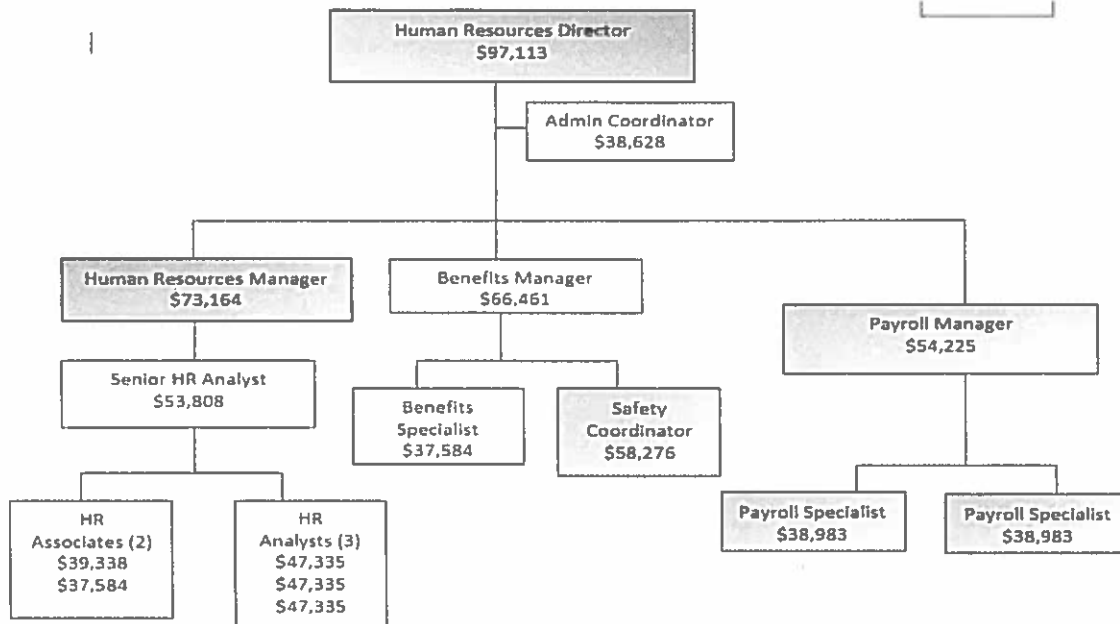 Human Resources Director
$97,113
Admin Coordinator
$38,628
Human Resources Manager
$73,164
Benefits Manager
$66,461
Payroll Manager
$54,225
Senior HR Analyst
$53,808
Benefits
Specialist
$37,584
Safety
Coordinator
$58,276
HR
Associates (2)
$39,338
$37,584
HR
Analysts (3)
$47,335
$47,335
$47,335
Payroll Specialist
$38,983
Payroll Specialist
$38,983